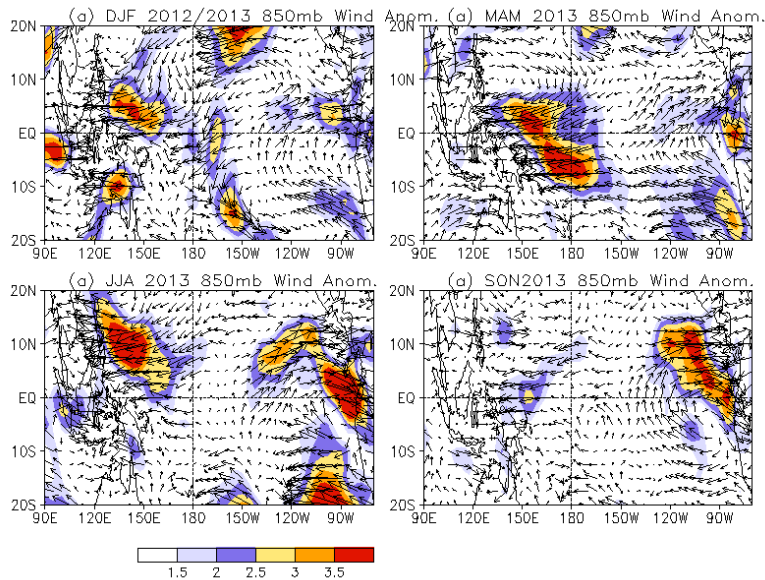 (a) DJF 2012/2013 850mb Wind Anom.
(a) MAM 2013 850mb Wind Anom.
20N
10N
EQ
10S
20S
90E 120E 150E 180 150W 120W 90W
20N
10N
EQ
10S
20S
90E 120E 150E 180 150W 120W 90W
(a) JJA 2013 850mb Wind Anom.
(a) SON2013 850mb Wind Anom.
20N
10N
EQ
10S
20S
90E 120E 150E 180 150W 120W 90W
20N
10N
EQ
10S
20S
90E 120E 150E 180 150W 120W 90W
1.5 2 2.5 3 3.5